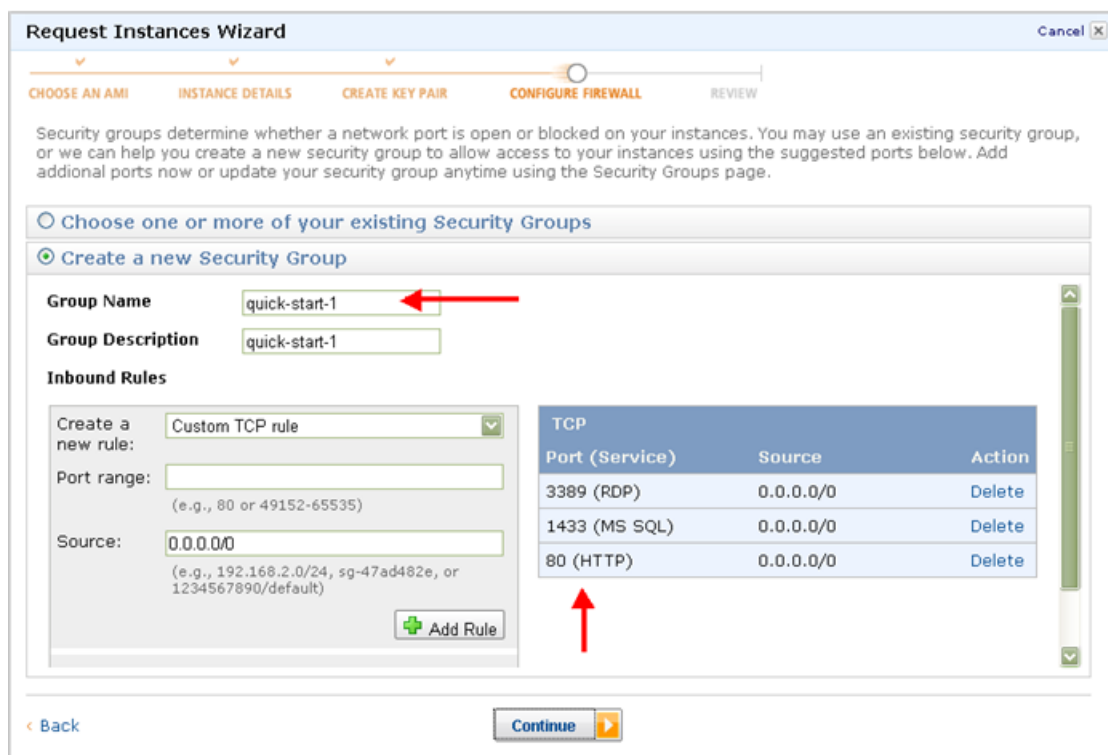 Request Instances Wizard
Cancel
CHOOSE AN AMI INSTANCE DETAILS CREATE KEY PAIR CONFIGURE FIREWALL REVIEW
Security groups determine whether a network port is open or blocked on your instances. You may use an existing security group,
or we can help you create a new security group to allow access to your instances using the suggested ports below. Add
addional ports now or update your security group anytime using the Security Groups page.
Choose one or more of your existing Security Groups
Create a new Security Group
Group Name quick-start-1
Group Description quick-start-1
Inbound Rules
Create a
new rule:
Custom TCP rule
Port range:
(e.g., 80 or 49152-65535)
Source: 0.0.0.0/0
(e.g., 192.168.2.0/24, sg-47ad482e, or
1234567890/default)
Add Rule
TCP
Port (Service) Source Action
3389 (RDP) 0.0.0.0/0 Delete
1433 (MS SQL) 0.0.0.0/0 Delete
80 (HTTP) 0.0.0.0/0 Delete
< Back
Continue